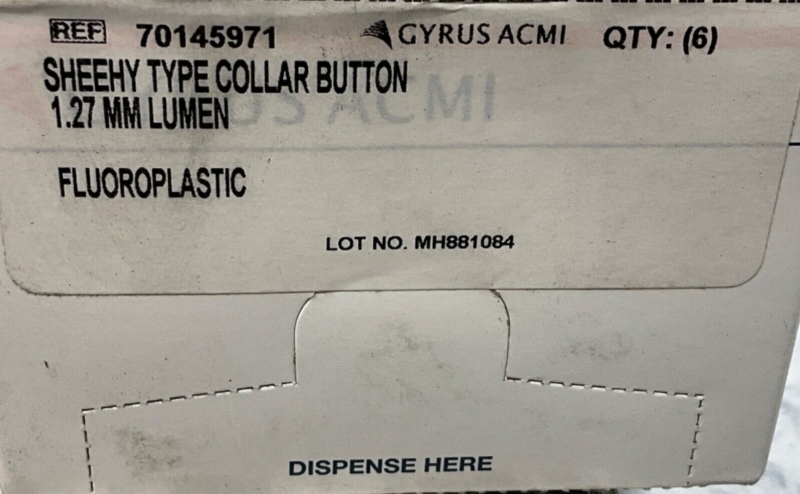 REF 70145971 GYRUS ACMI QTY: (6)
SHEEHY TYPE COLLAR BUTTON
1.27 MM LUMEN
FLUOROPLASTIC
LOT NO. MH881084
DISPENSE HERE